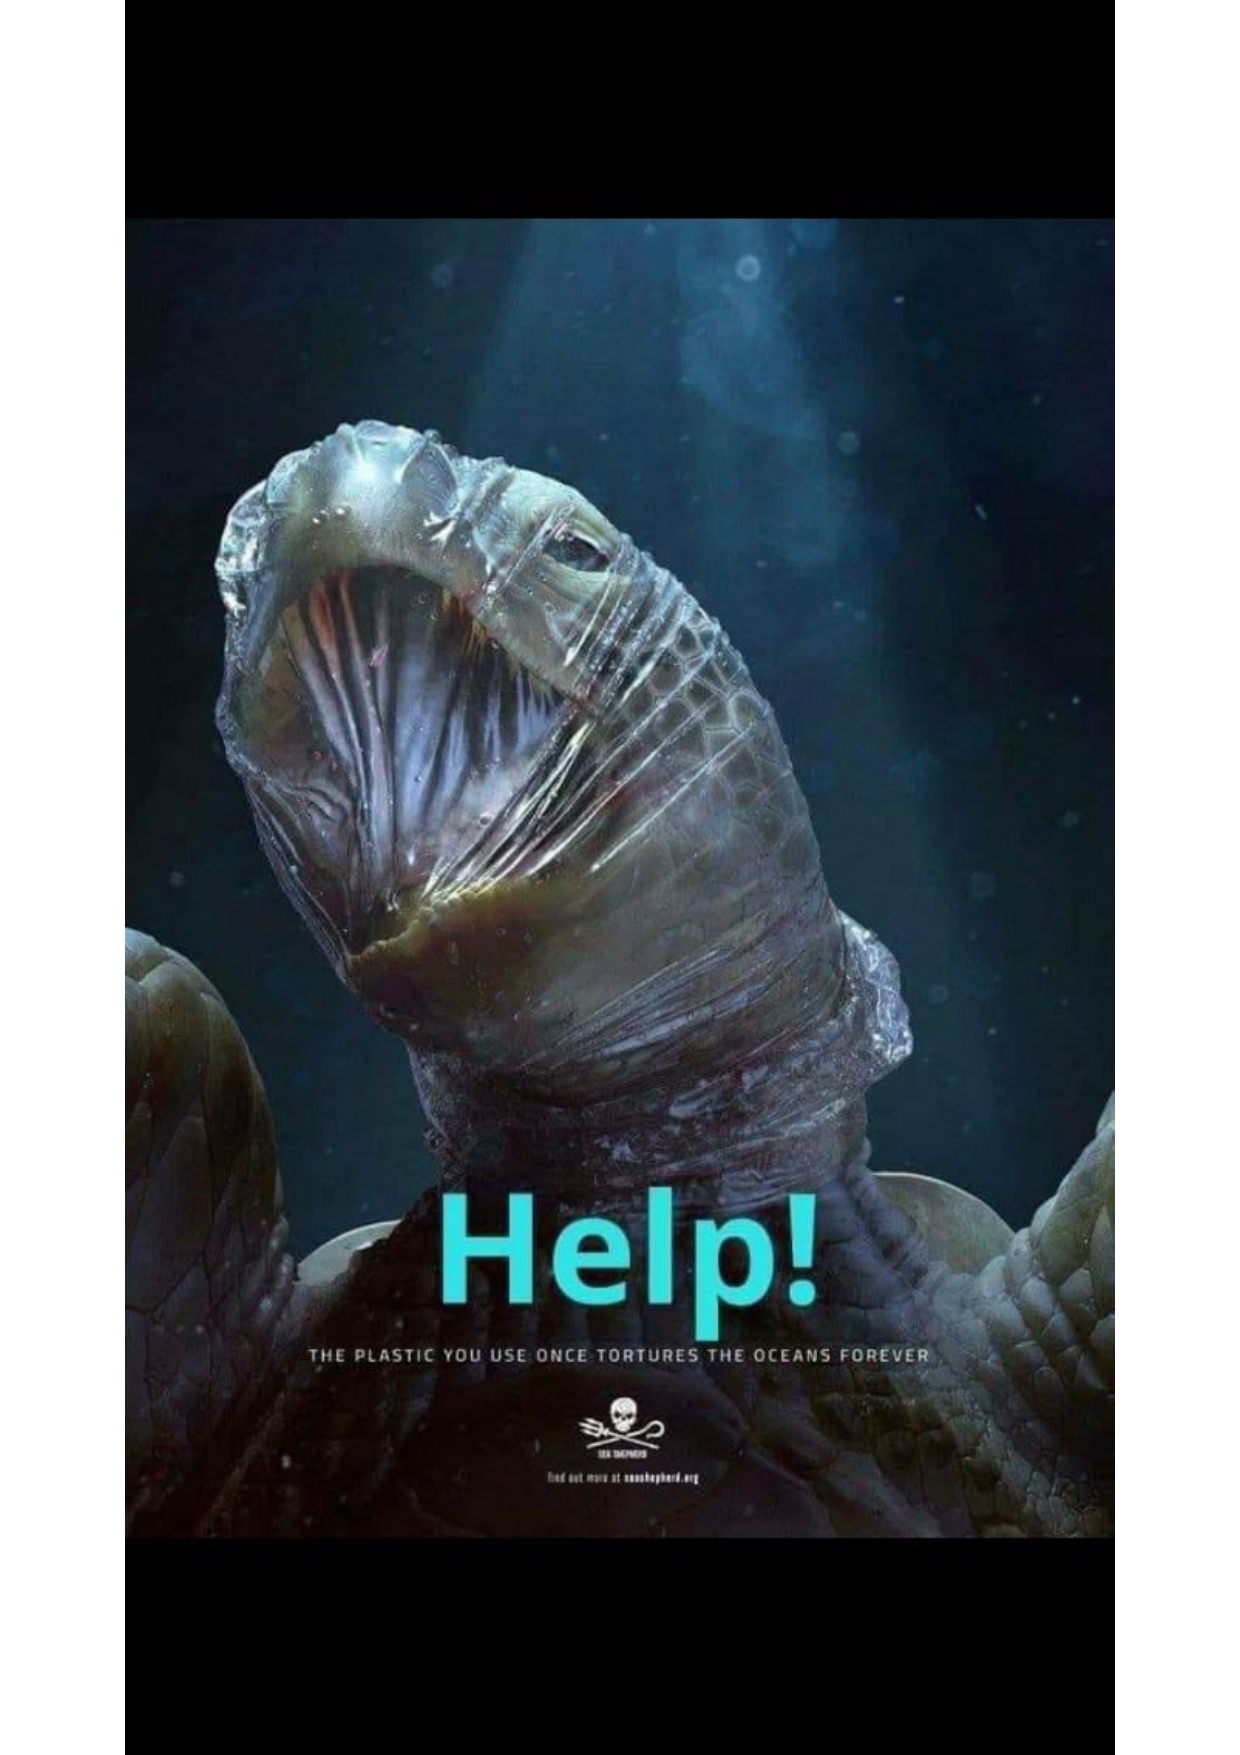 Help!
THE PLASTIC YOU USE ONCE TORTURES THE OCEANS FOREVER
SEA SHEPHERD
find out more at seashepherd.org